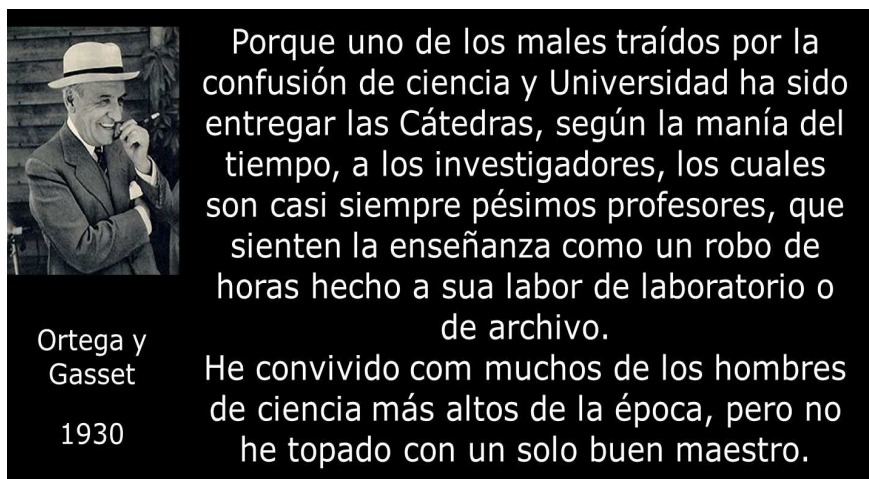 Porque uno de los males traídos por la
confusión de ciencia y Universidad ha sido
entregar las Cátedras, según la manía del
tiempo, a los investigadores, los cuales
son casi siempre pésimos profesores, que
sienten la enseñanza como un robo de
horas hecho a sua labor de laboratorio o
de archivo.
He convivido com muchos de los hombres
de ciencia más altos de la época, pero no
he topado con un solo buen maestro.
Ortega y
Gasset
1930